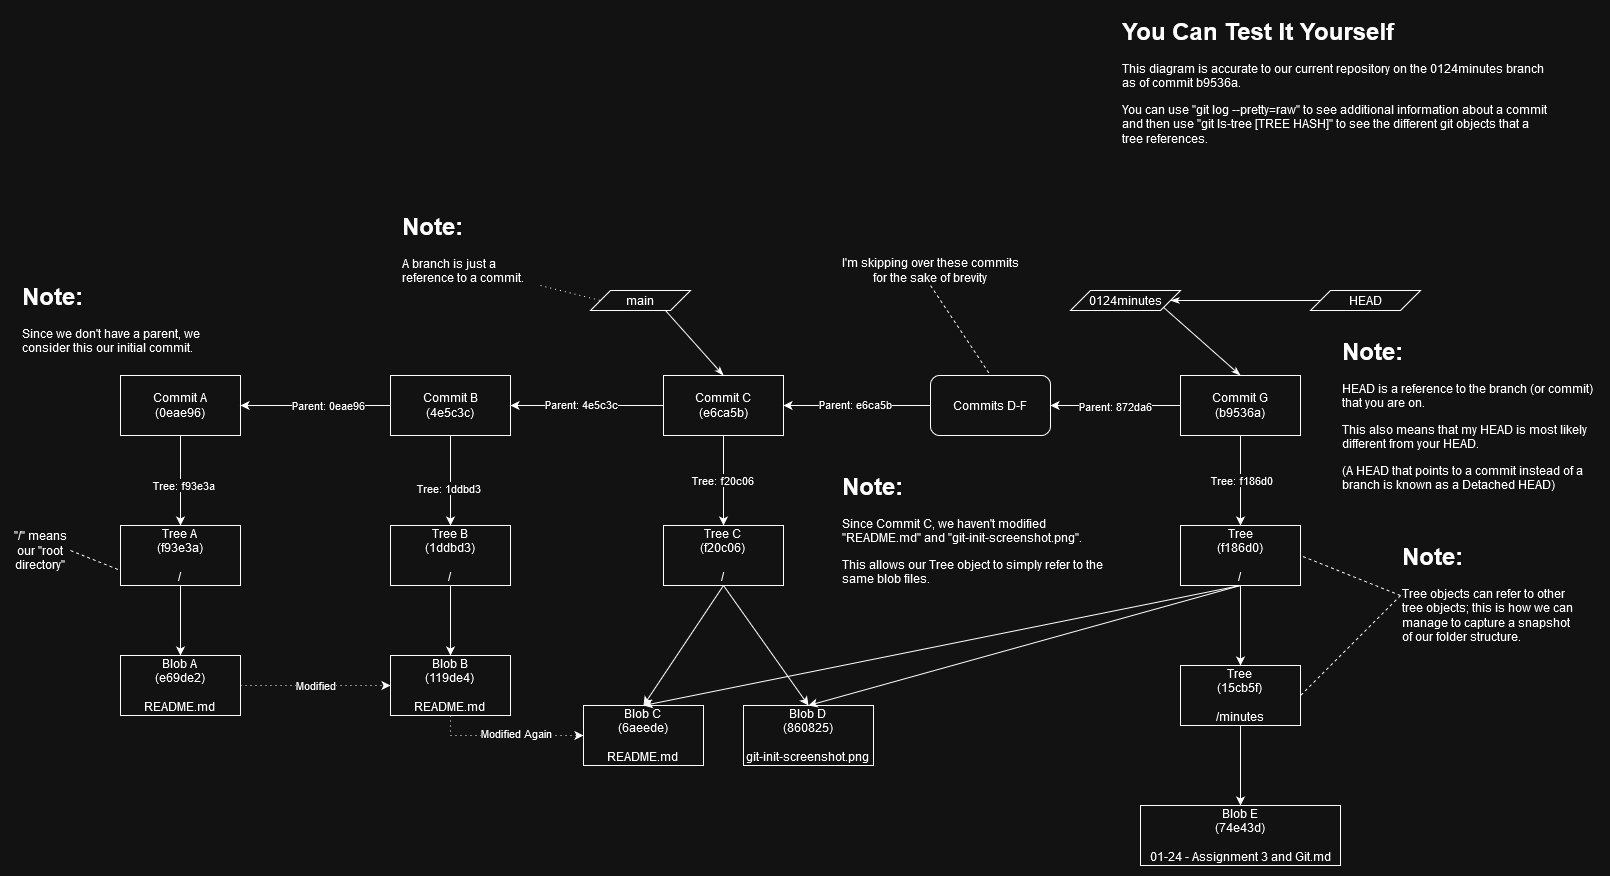 You Can Test It Yourself
This diagram is accurate to our current repository on the 0124minutes branch
as of commit b9536a.
You can use "git log --pretty=raw" to see additional information about a commit
and then use "git ls-tree [TREE HASH]" to see the different git objects that a
tree references.
Note:
A branch is just a
reference to a commit.
I'm skipping over these commits
for the sake of brevity
Note:
Since we don't have a parent, we
consider this our initial commit.
main
0124minutes
HEAD
Note:
HEAD is a reference to the branch (or commit)
that you are on.
This also means that my HEAD is most likely
different from your HEAD.
(A HEAD that points to a commit instead of a
branch is known as a Detached HEAD)
Commit A
(0eae96)
Parent: 0eae96
Commit B
(4e5c3c)
Parent: 4e5c3c
Commit C
(e6ca5b)
Parent: e6ca5b
Commits D-F
Parent: 872da6
Commit G
(b9536a)
Tree: f93e3a
Tree: 1ddbd3
Tree: f20c06
Tree: f186d0
Note:
Since Commit C, we haven't modified
"README.md" and "git-init-screenshot.png".
This allows our Tree object to simply refer to the
same blob files.
"/" means
our "root
directory"
Tree A
(f93e3a)
/
Tree B
(1ddbd3)
/
Tree C
(f20c06)
/
Tree
(f186d0)
/
Note:
Tree objects can refer to other
tree objects; this is how we can
manage to capture a snapshot
of our folder structure.
Blob A
(e69de2)
README.md
Modified
Blob B
(119de4)
README.md
Modified Again
Blob C
(6aeede)
README.md
Blob D
(860825)
git-init-screenshot.png
Tree
(15cb5f)
/minutes
Blob E
(74e43d)
01-24 - Assignment 3 and Git.md